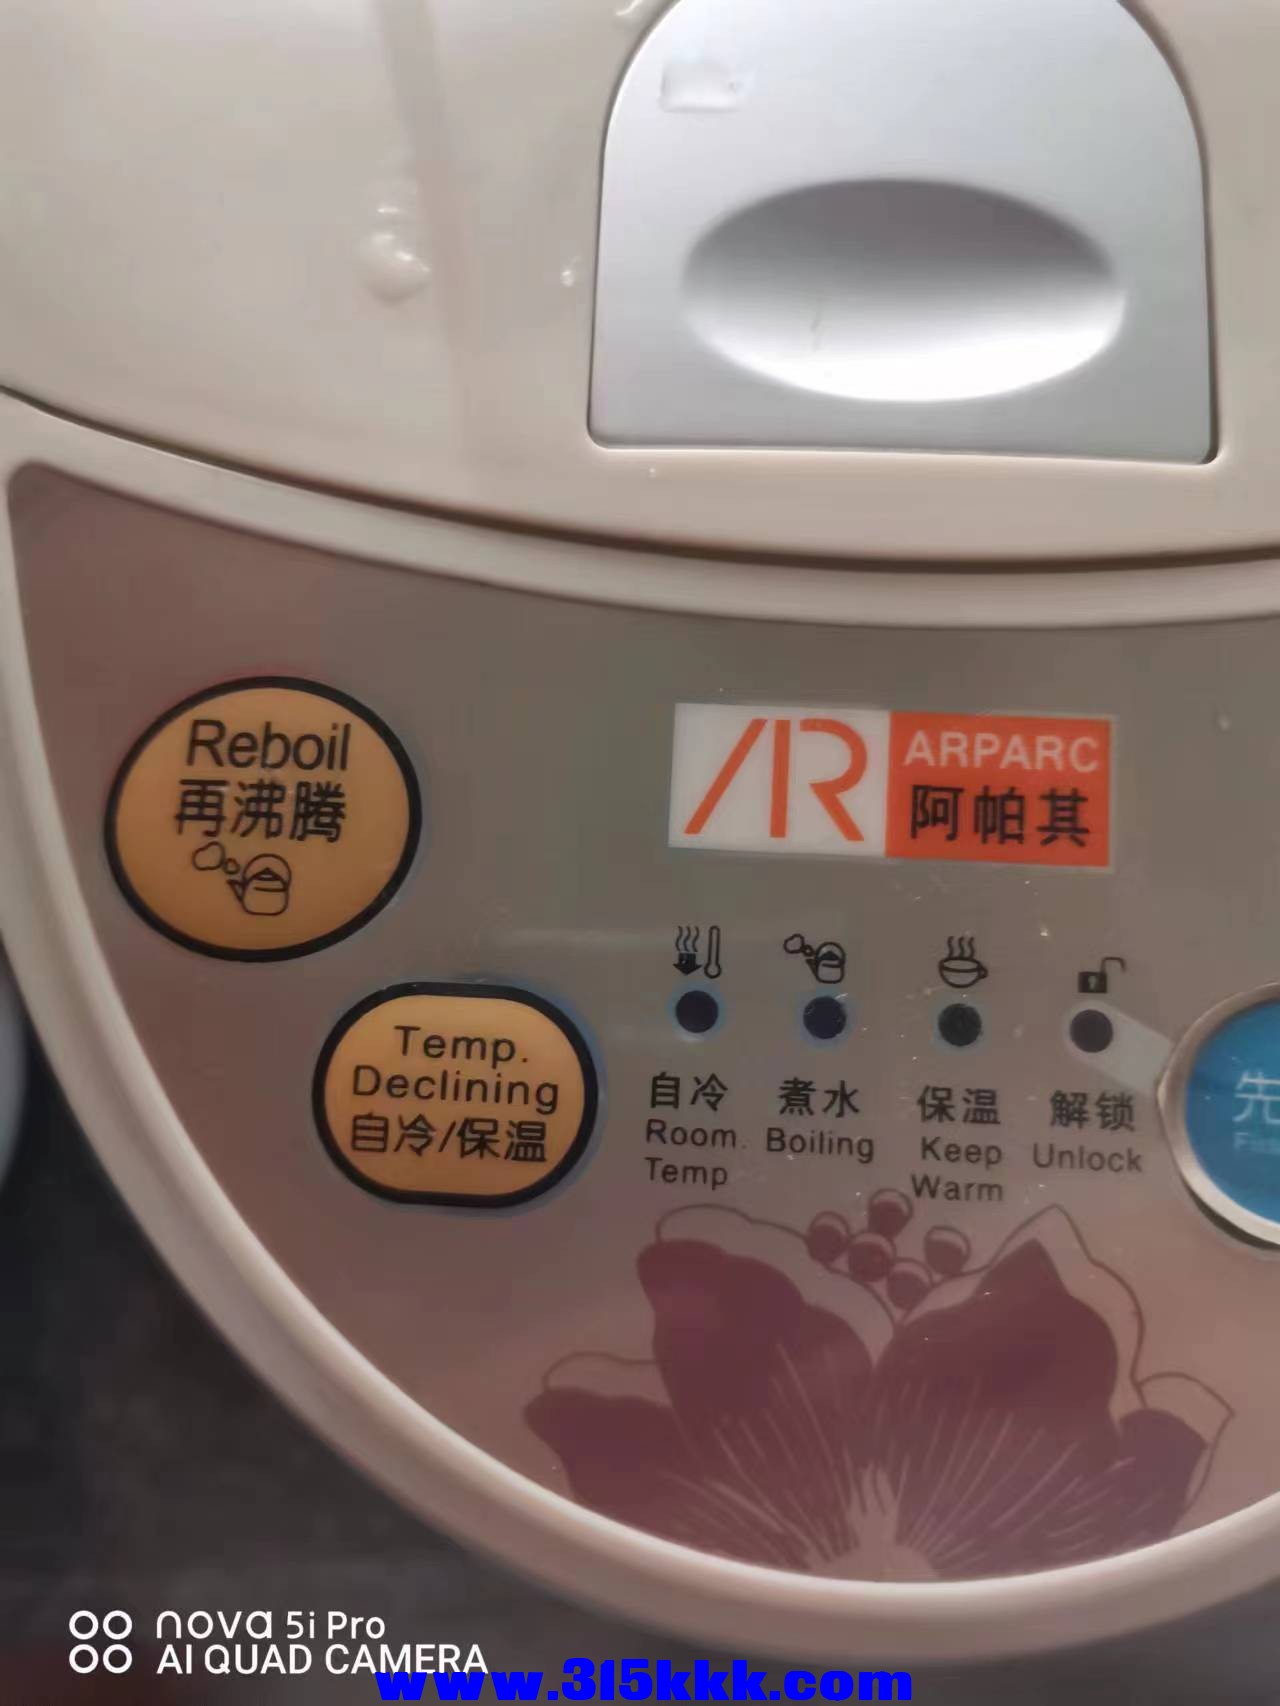 Reboil
再沸腾
AR
ARPARC
阿帕其
Temp.
Declining
自冷/保温
自冷
Room.
Temp
煮水
Boiling
保温
Keep
Warm
解锁
Unlock
先
nova 5i Pro
AI QUAD CAMERA
www.315kkk.com